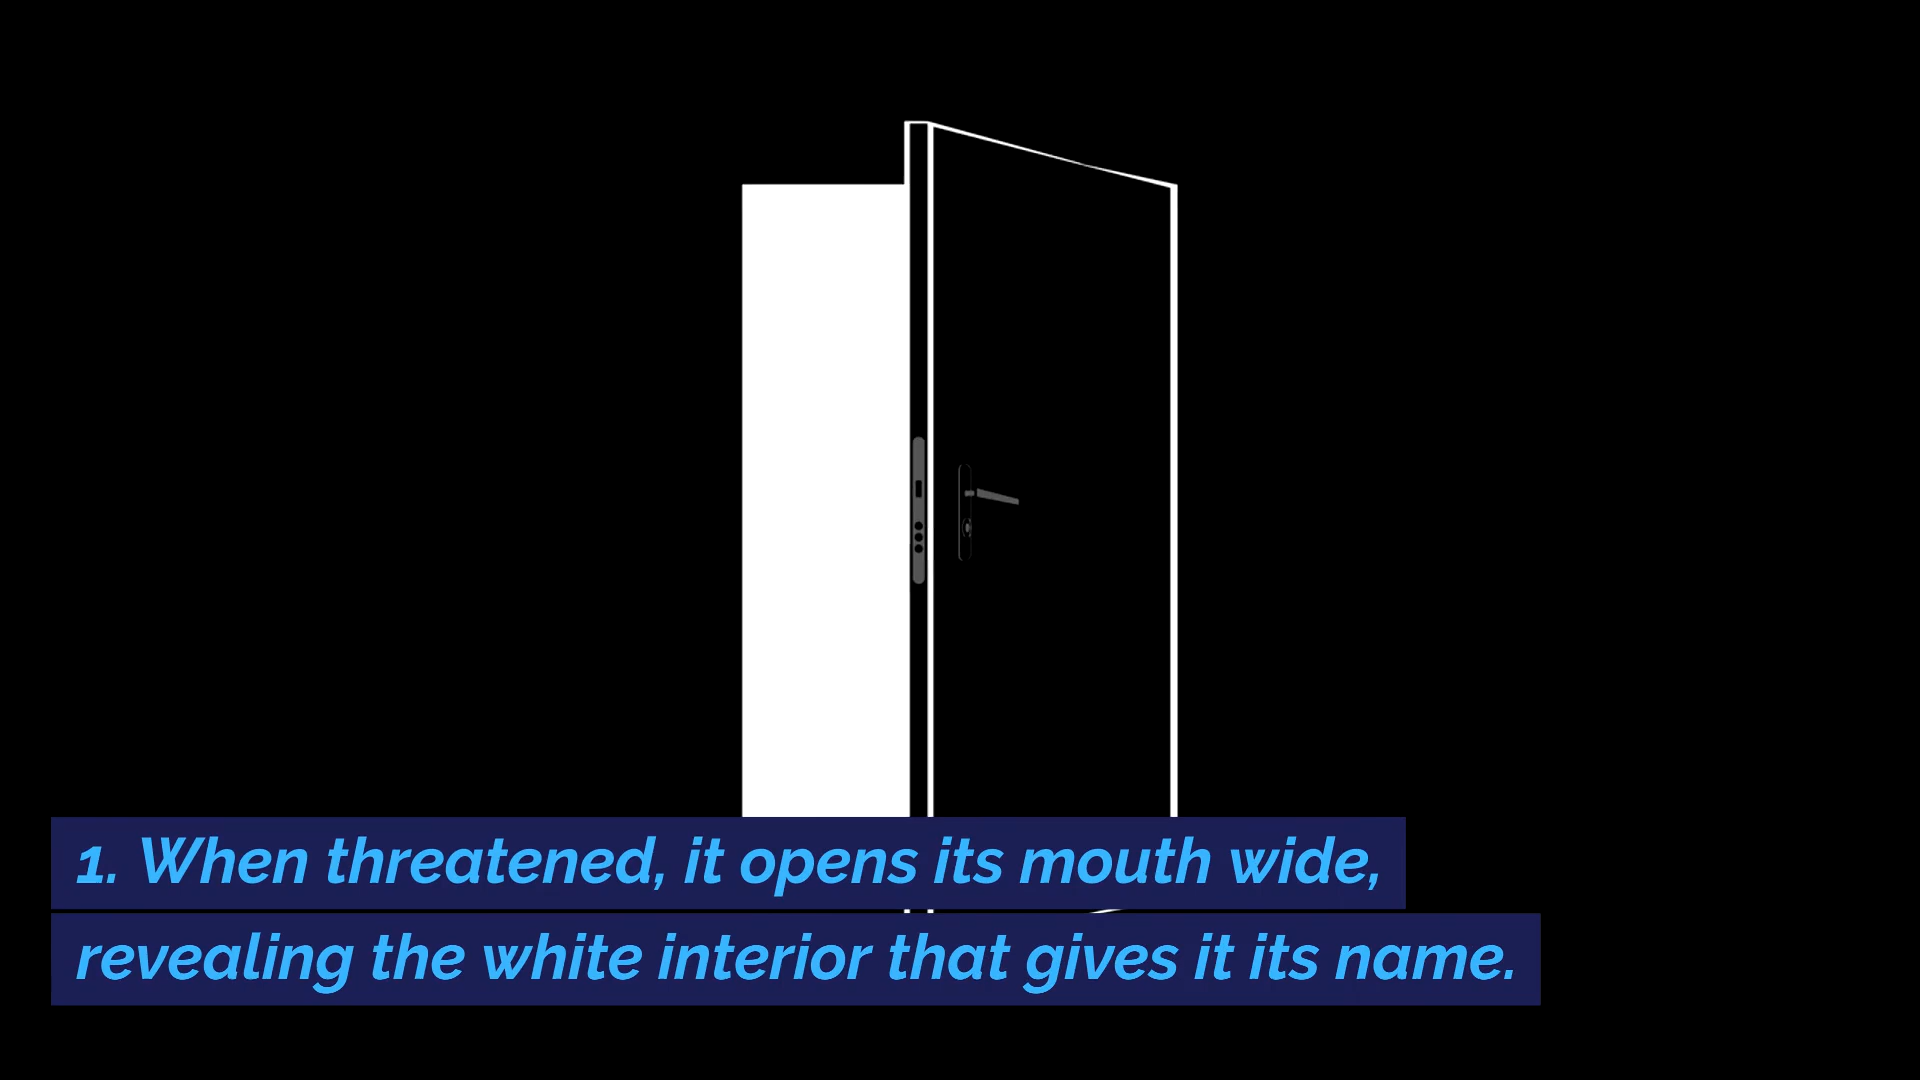 1. When threatened, it opens its mouth wide,
revealing the white interior that gives it its name.